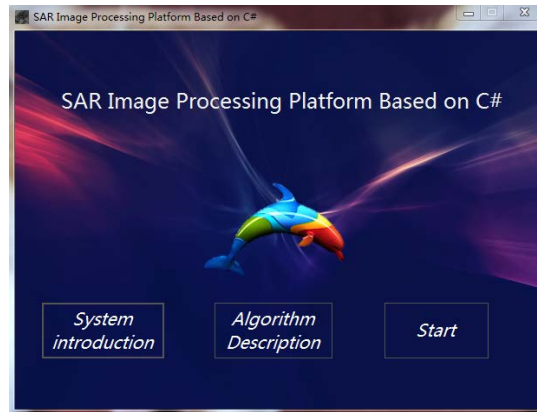 SAR Image Processing Platform Based on C#
SAR Image Processing Platform Based on C#
System
introduction
Algorithm
Description
Start